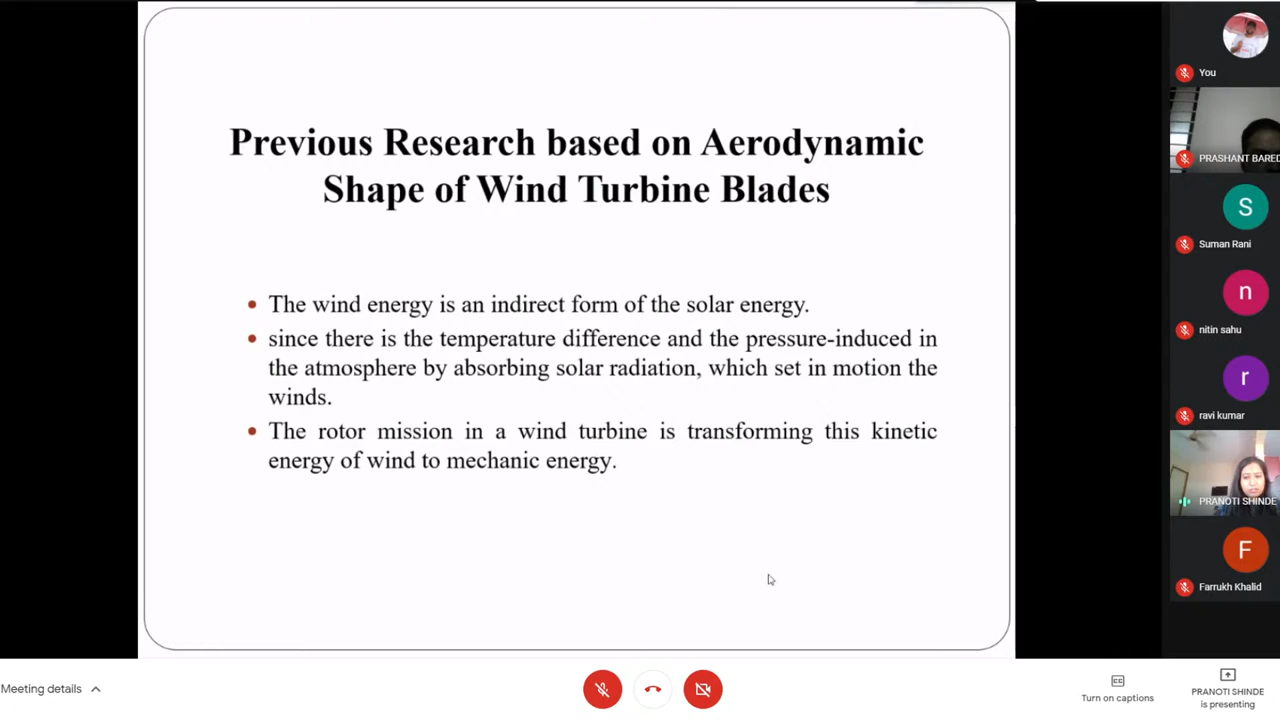 Previous Research based on Aerodynamic
Shape of Wind Turbine Blades
• The wind energy is an indirect form of the solar energy.
• since there is the temperature difference and the pressure-induced in
the atmosphere by absorbing solar radiation, which set in motion the
winds.
• The rotor mission in a wind turbine is transforming this kinetic
energy of wind to mechanic energy.
You
PRASHANT BARED
S
Suman Rani
n
nitin sahu
r
ravi kumar
PRANOTI SHINDE
F
Farrukh Khalid
Meeting details
CC
Turn on captions
PRANOTI SHINDE
is presenting